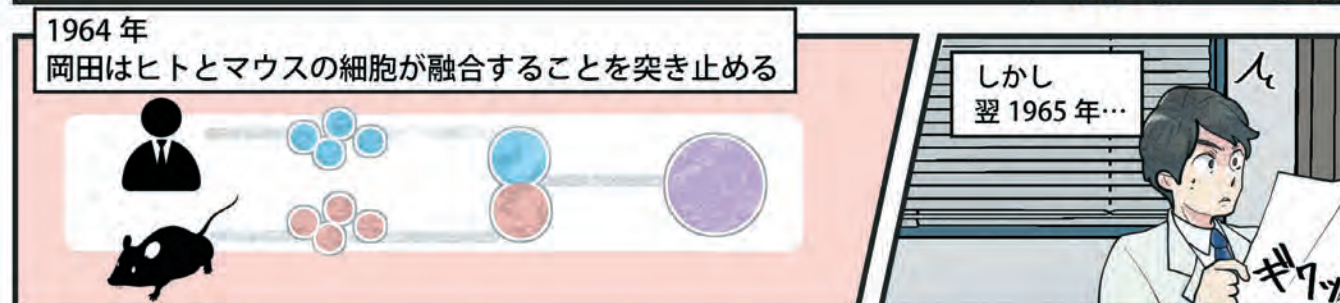 1964 年
岡田はヒトとマウスの細胞が融合することを突き止める
しかし
翌 1965 年…
ギクッ